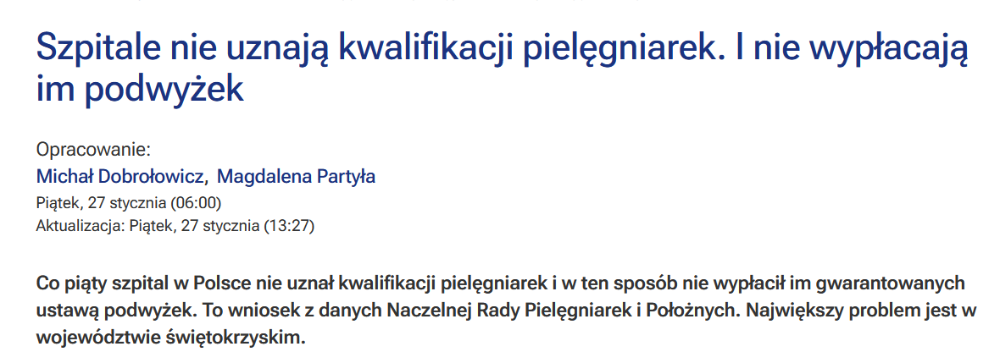 Szpitale nie uznają kwalifikacji pielęgniarek. I nie wypłacają
im podwyżek
Opracowanie:
Michał Dobrołowicz, Magdalena Partyła
Piątek, 27 stycznia (06:00)
Aktualizacja: Piątek, 27 stycznia (13:27)
Co piąty szpital w Polsce nie uznał kwalifikacji pielęgniarek i w ten sposób nie wypłacił im gwarantowanych
ustawą podwyżek. To wniosek z danych Naczelnej Rady Pielęgniarek i Położnych. Największy problem jest w
województwie świętokrzyskim.